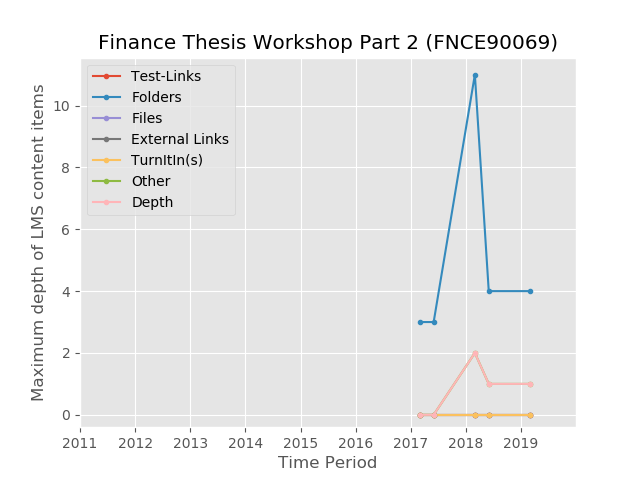 Finance Thesis Workshop Part 2 (FNCE90069)
Test-Links
Folders
Files
External Links
TurnItIn(s)
Other
Depth
Maximum depth of LMS content items
10
8
6
4
2
0
2011 2012 2013 2014 2015 2016 2017 2018 2019
Time Period